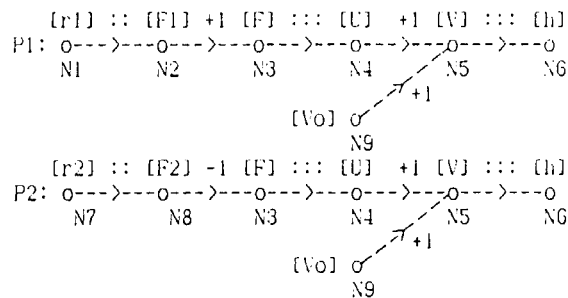 [r1] :: [F1] +1 [F] ::: [U] +1 [V] ::: [h]
P1: o--->---o--->---o--->---o--->---o--->---o
N1 N2 N3 N4 N5 N6
+1
[Vo] o
N9
[r2] :: [F2] -1 [F] ::: [U] +1 [V] ::: [h]
P2: o--->---o--->---o--->---o--->---o--->---o
N7 N8 N3 N4 N5 N6
+1
[Vo] o
N9